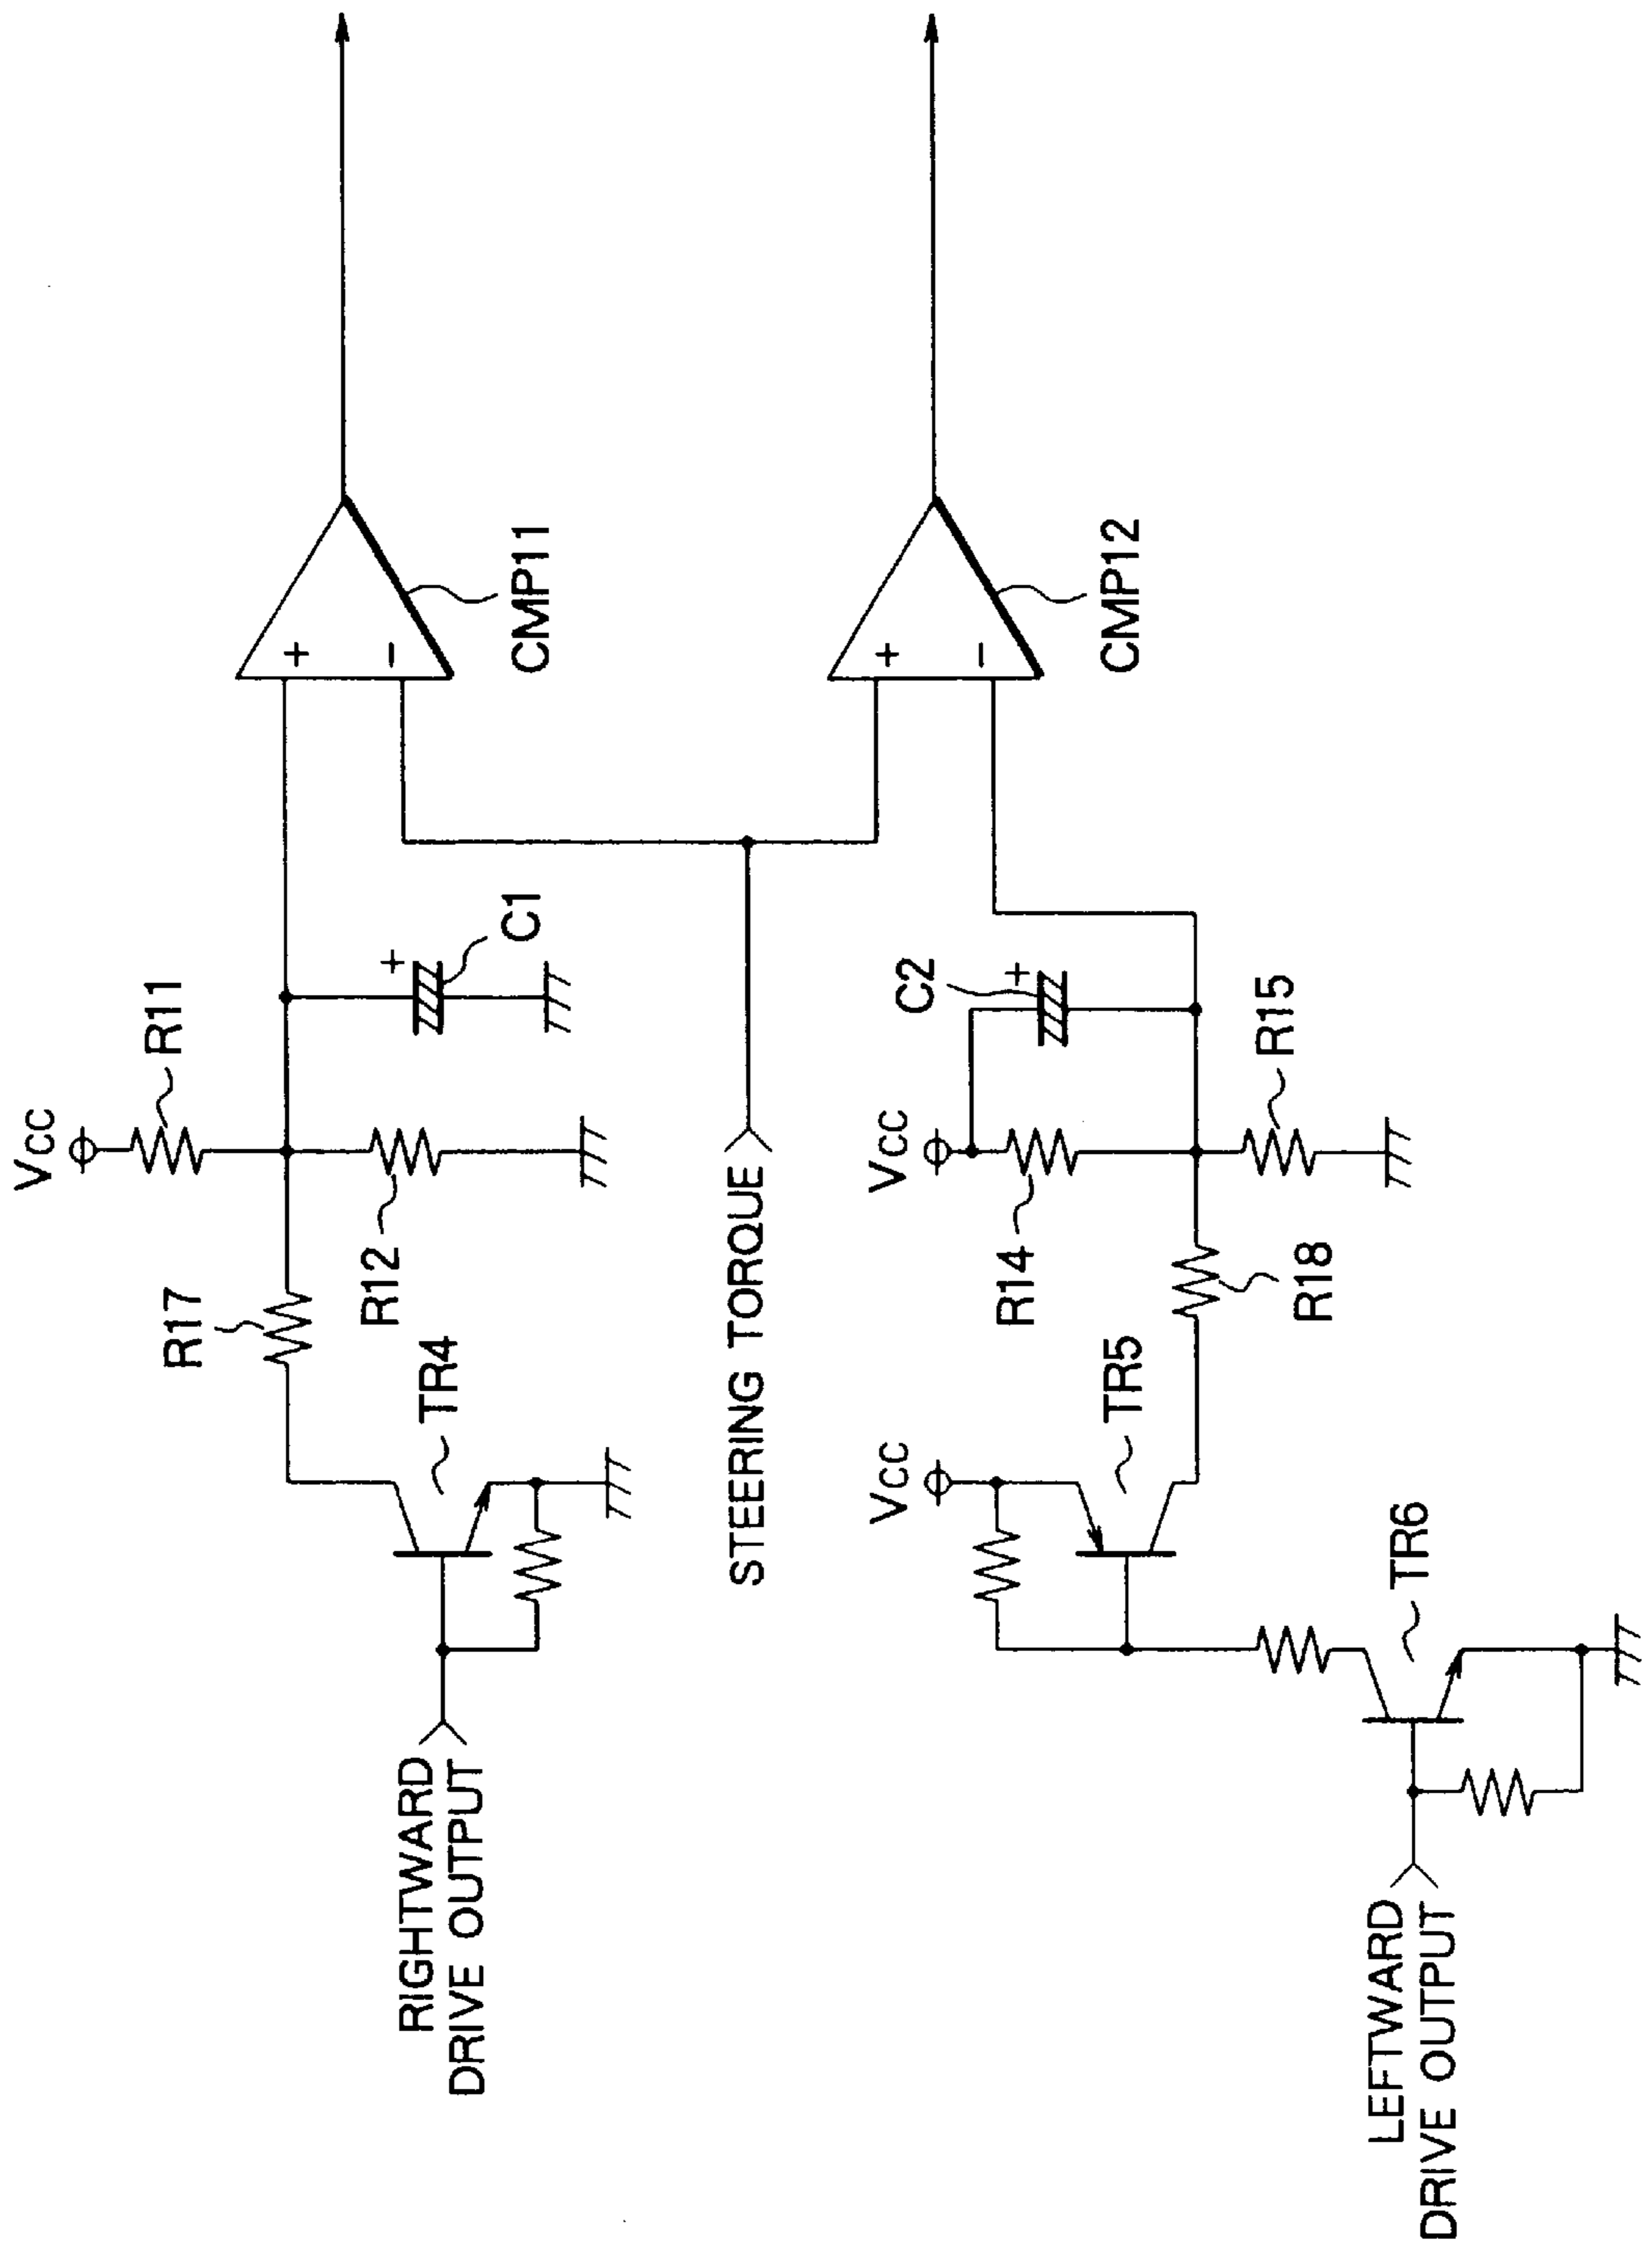 RIGHTWARD
DRIVE OUTPUT
TR4
R17
VCC
R11
R12
+
C1
+
−
CMP11
STEERING TORQUE
LEFTWARD
DRIVE OUTPUT
TR6
VCC
TR5
R18
VCC
R14
R15
C2
+
+
−
CMP12